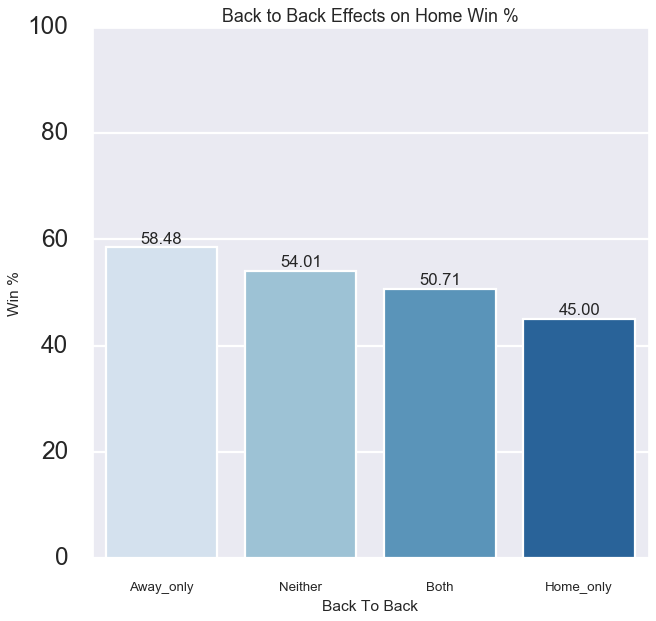 Back to Back Effects on Home Win %
100
80
60
40
20
0
Win %
58.48
54.01
50.71
45.00
Away_only
Neither
Both
Home_only
Back To Back